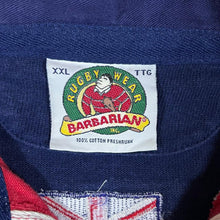 XXL TTG
RUGBY WEAR
BARBARIAN
INC.
100% COTTON PRESHRUNK